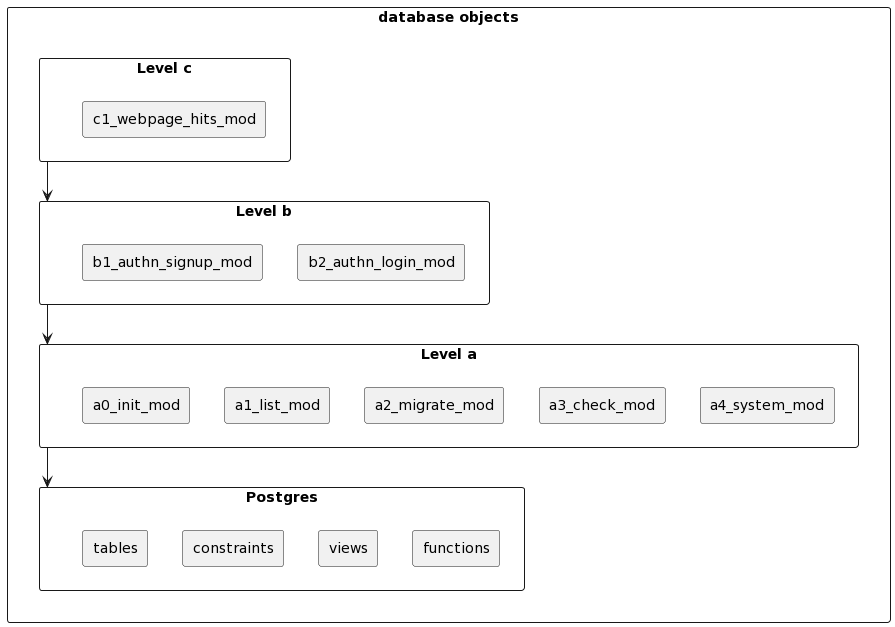 database objects
Level c
c1_webpage_hits_mod
Level b
b1_authn_signup_mod b2_authn_login_mod
Level a
a0_init_mod a1_list_mod a2_migrate_mod a3_check_mod a4_system_mod
Postgres
tables constraints views functions